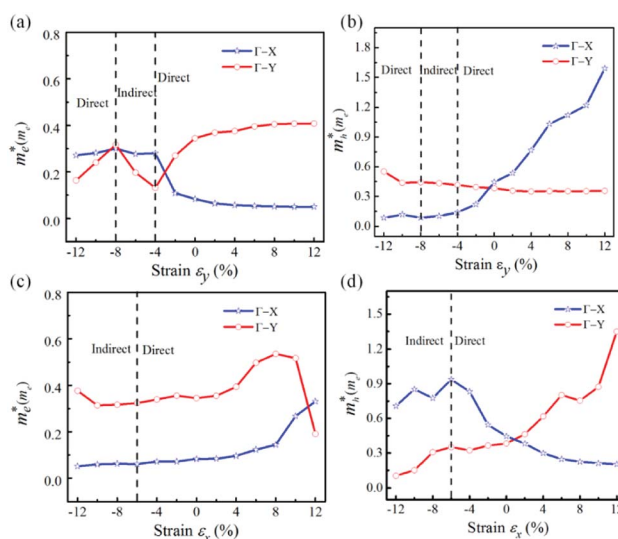 (a)
0.8
0.6
0.4
0.2
0.0
m*e(me)
Γ-X
Γ-Y
Direct
Indirect
Direct
-12 -8 -4 0 4 8 12
Strain εy (%)
(b)
1.8
1.5
1.2
0.9
0.6
0.3
0.0
m*h(me)
Γ-X
Γ-Y
Direct
Indirect
Direct
-12 -8 -4 0 4 8 12
Strain εy (%)
(c)
0.8
0.6
0.4
0.2
0.0
m*e(me)
Γ-X
Γ-Y
Indirect
Direct
-12 -8 -4 0 4 8 12
Strain εx (%)
(d)
1.5
1.2
0.9
0.6
0.3
0.0
m*h(me)
Γ-X
Γ-Y
Indirect
Direct
-12 -8 -4 0 4 8 12
Strain εx (%)